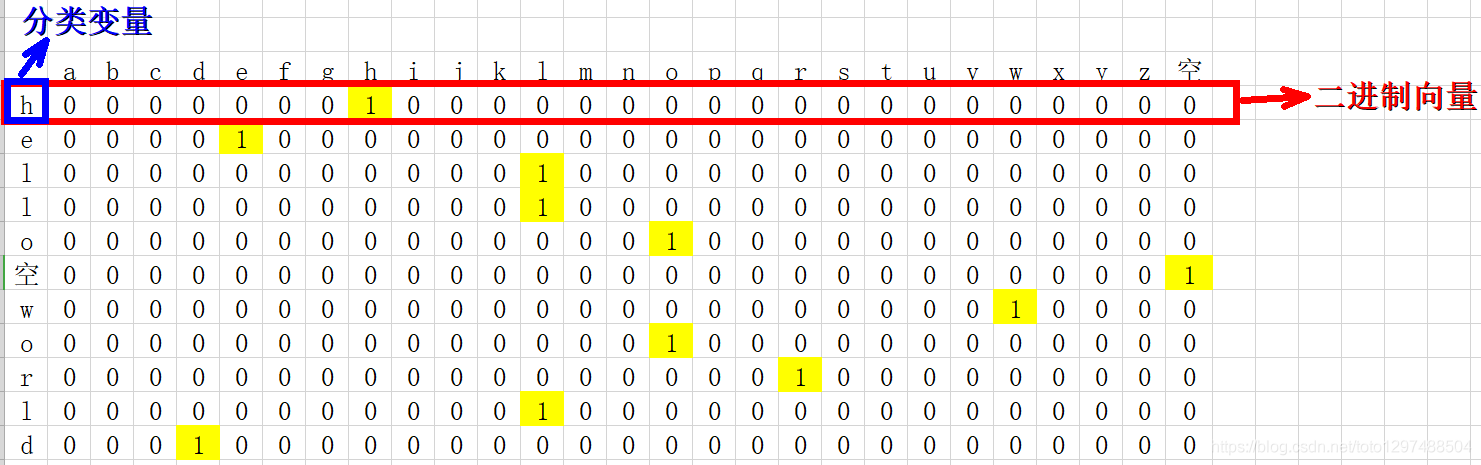 分类变量
a b c d e f g h i j k l m n o p q r s t u v w x y z 空
h 0 0 0 0 0 0 0 1 0 0 0 0 0 0 0 0 0 0 0 0 0 0 0 0 0 0 0 二进制向量
e 0 0 0 0 1 0 0 0 0 0 0 0 0 0 0 0 0 0 0 0 0 0 0 0 0 0 0
l 0 0 0 0 0 0 0 0 0 0 0 1 0 0 0 0 0 0 0 0 0 0 0 0 0 0 0
l 0 0 0 0 0 0 0 0 0 0 0 1 0 0 0 0 0 0 0 0 0 0 0 0 0 0 0
o 0 0 0 0 0 0 0 0 0 0 0 0 0 0 1 0 0 0 0 0 0 0 0 0 0 0 0
空 0 0 0 0 0 0 0 0 0 0 0 0 0 0 0 0 0 0 0 0 0 0 0 0 0 0 1
w 0 0 0 0 0 0 0 0 0 0 0 0 0 0 0 0 0 0 0 0 0 0 1 0 0 0 0
o 0 0 0 0 0 0 0 0 0 0 0 0 0 0 1 0 0 0 0 0 0 0 0 0 0 0 0
r 0 0 0 0 0 0 0 0 0 0 0 0 0 0 0 0 0 1 0 0 0 0 0 0 0 0 0
l 0 0 0 0 0 0 0 0 0 0 0 1 0 0 0 0 0 0 0 0 0 0 0 0 0 0 0
d 0 0 0 1 0 0 0 0 0 0 0 0 0 0 0 0 0 0 0 0 0 0 0 0 0 0 0
https://blog.csdn.net/toto1297488504